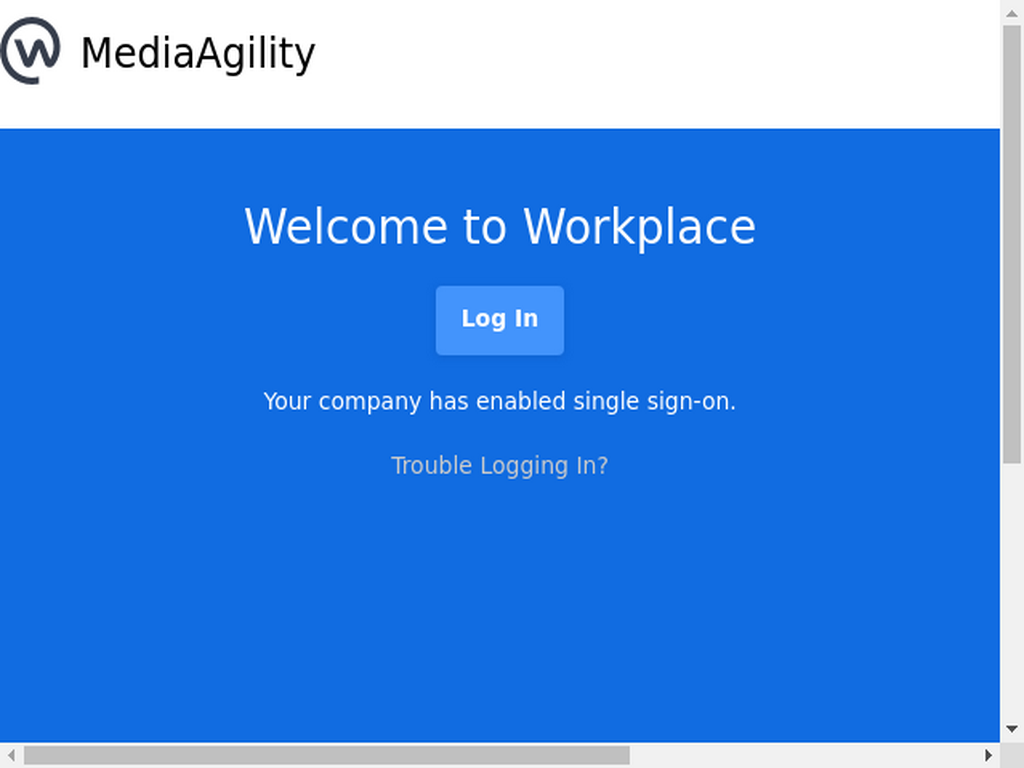 MediaAgility
Welcome to Workplace
Log In
Your company has enabled single sign-on.
Trouble Logging In?